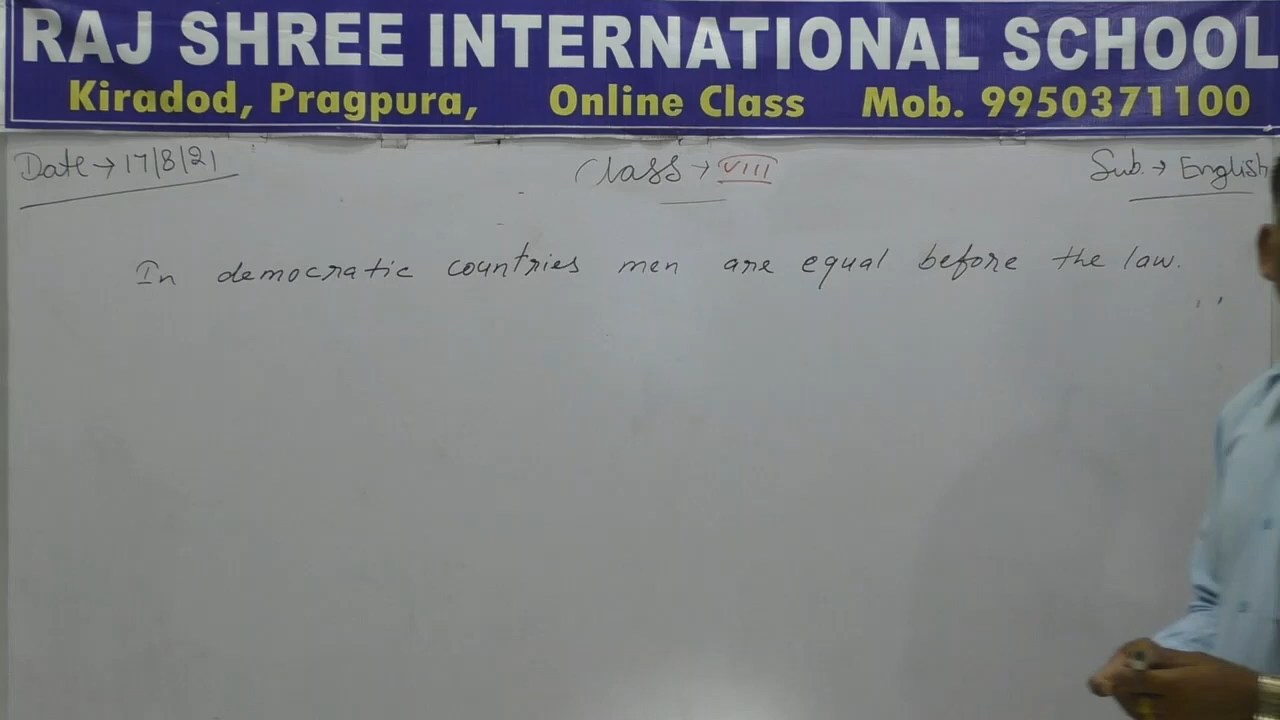 RAJ SHREE INTERNATIONAL SCHOOL
Kiradod, Pragpura, Online Class Mob. 9950371100
Date → 17/8/21 Class → VIII Sub. → English
In democratic countries men are equal before the law.